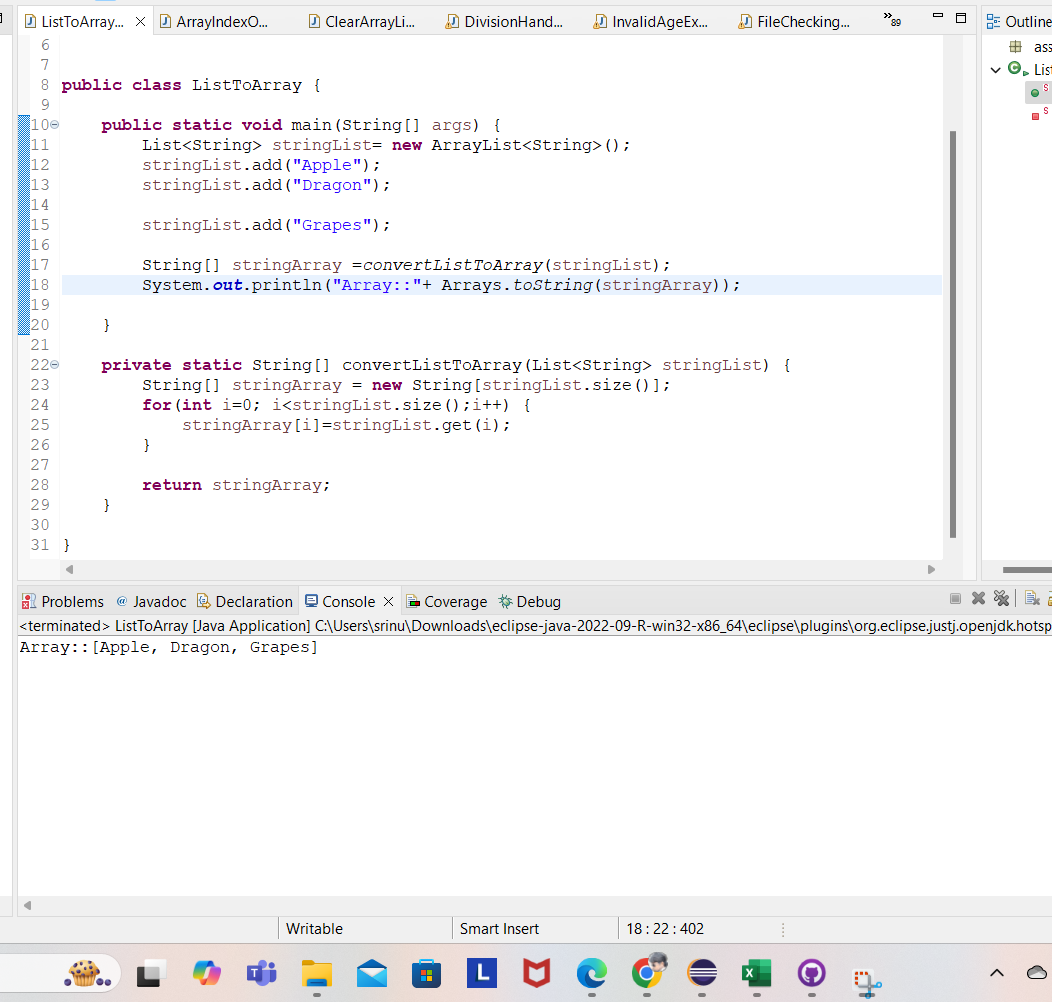 ListToArray... ArrayIndexO... ClearArrayLi... DivisionHand... InvalidAgeEx... FileChecking... »89 Outline
ass
List
6
7
8 public class ListToArray {
9
10 public static void main(String[] args) {
11 List<String> stringList= new ArrayList<String>();
12 stringList.add("Apple");
13 stringList.add("Dragon");
14
15 stringList.add("Grapes");
16
17 String[] stringArray =convertListToArray(stringList);
18 System.out.println("Array::"+ Arrays.toString(stringArray));
19
20 }
21
22 private static String[] convertListToArray(List<String> stringList) {
23 String[] stringArray = new String[stringList.size()];
24 for(int i=0; i<stringList.size();i++) {
25 stringArray[i]=stringList.get(i);
26 }
27
28 return stringArray;
29 }
30
31 }
Problems @ Javadoc Declaration Console Coverage Debug
<terminated> ListToArray [Java Application] C:\Users\srinu\Downloads\eclipse-java-2022-09-R-win32-x86_64\eclipse\plugins\org.eclipse.justj.openjdk.hotsp
Array::[Apple, Dragon, Grapes]
Writable Smart Insert 18 : 22 : 402